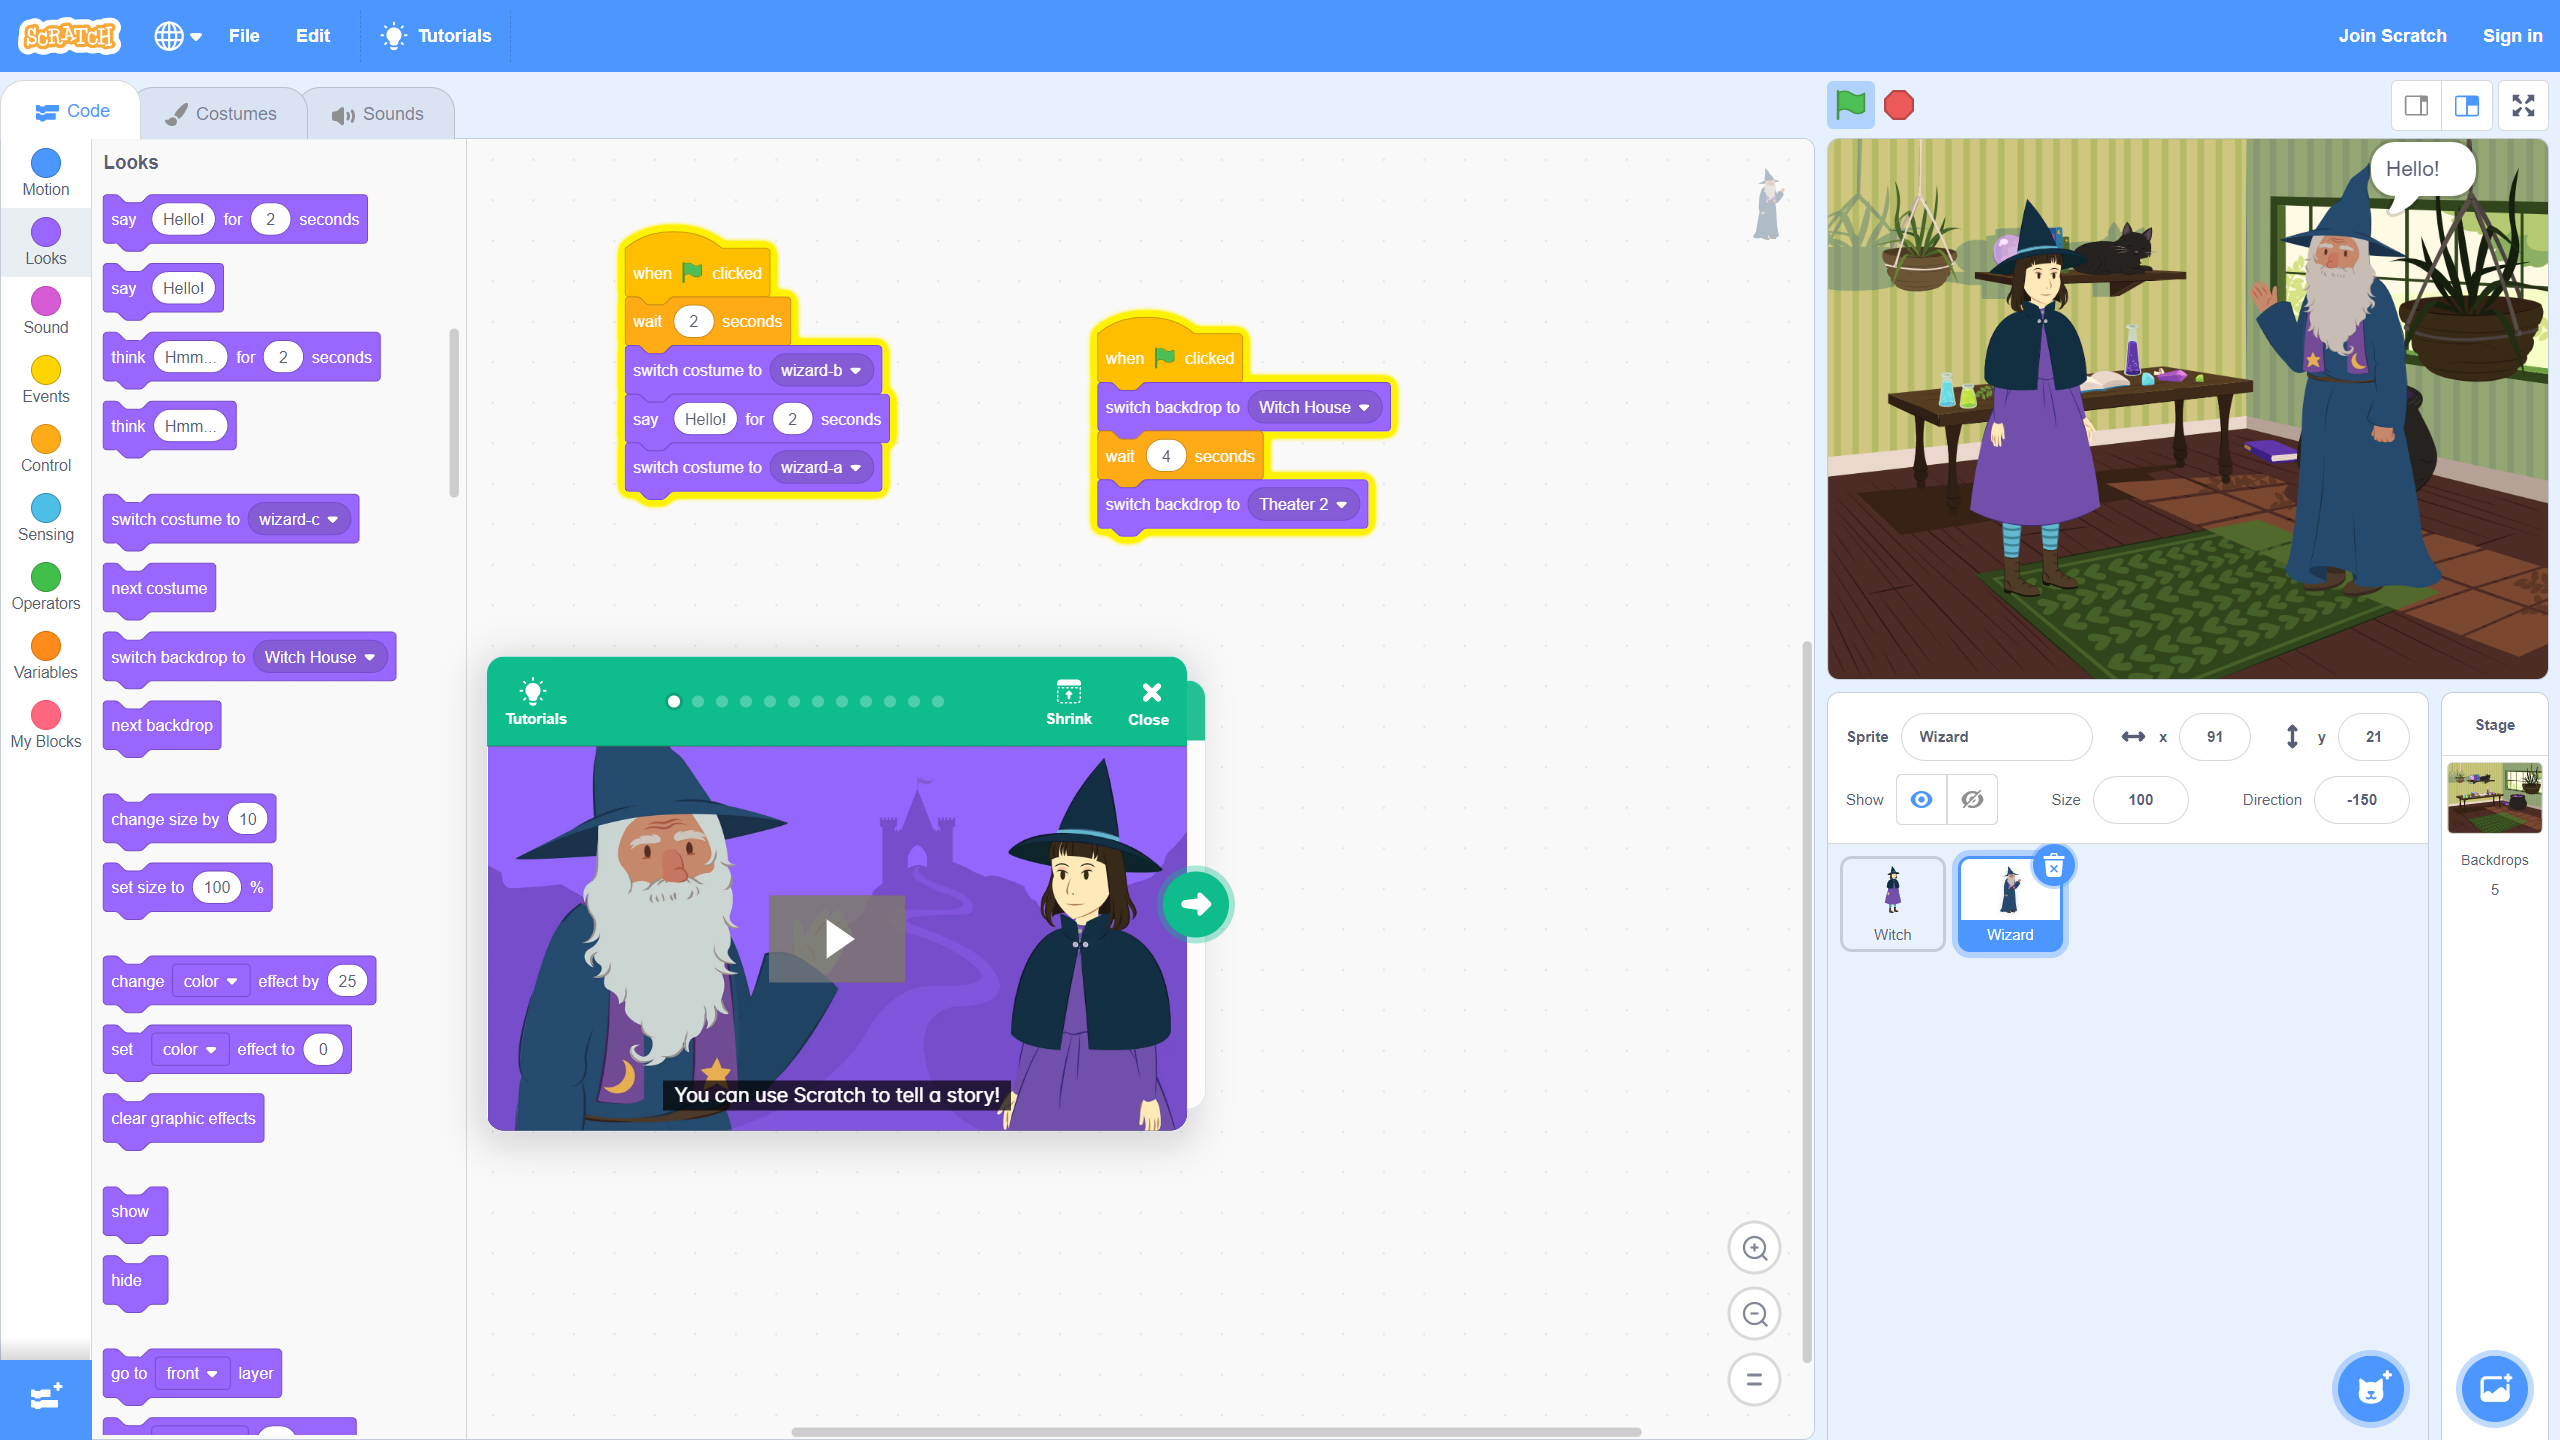 SCRATCH File Edit Tutorials Join Scratch Sign in
Code Costumes Sounds
Motion
Looks
Sound
Events
Control
Sensing
Operators
Variables
My Blocks
Looks
say Hello! for 2 seconds
say Hello!
think Hmm... for 2 seconds
think Hmm...
switch costume to wizard-c
next costume
switch backdrop to Witch House
next backdrop
change size by 10
set size to 100 %
change color effect by 25
set color effect to 0
clear graphic effects
show
hide
go to front layer
when clicked
wait 2 seconds
switch costume to wizard-b
say Hello! for 2 seconds
switch costume to wizard-a
when clicked
switch backdrop to Witch House
wait 4 seconds
switch backdrop to Theater 2
Tutorials Shrink Close
You can use Scratch to tell a story!
Hello!
Sprite Wizard x 91 y 21
Show Size 100 Direction -150
Witch
Wizard
Stage
Backdrops
5